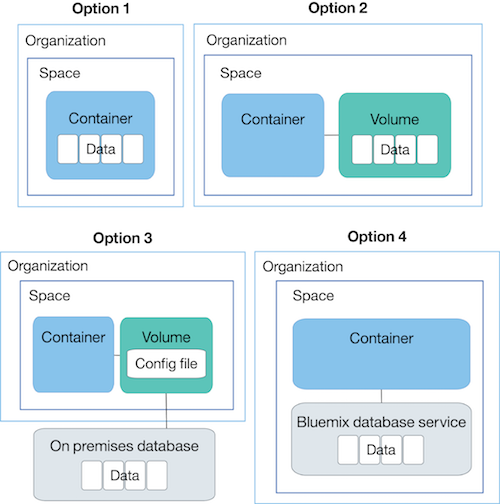 Option 1
Organization
Space
Container
Data
Option 2
Organization
Space
Container
Volume
Data
Option 3
Organization
Space
Container
Volume
Config file
On premises database
Data
Option 4
Organization
Space
Container
Bluemix database service
Data